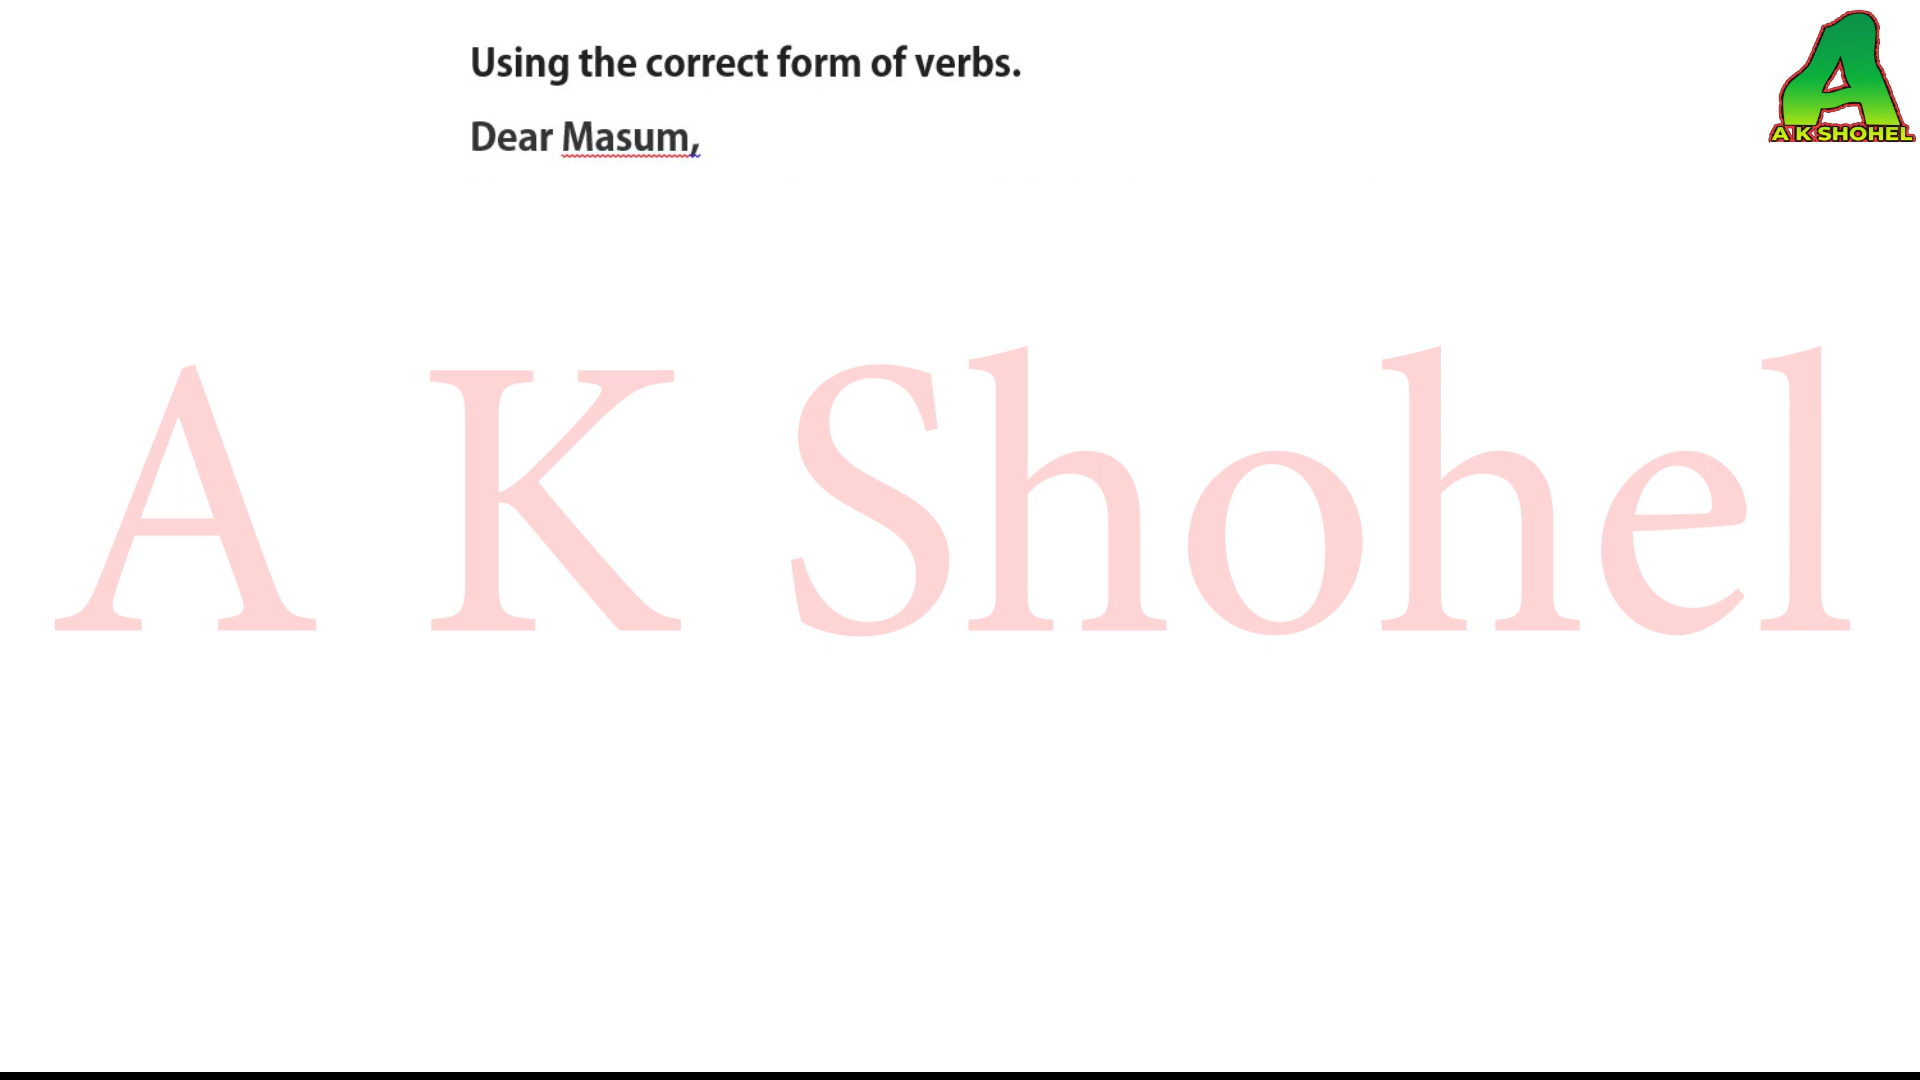 Using the correct form of verbs.
Dear Masum,
A K SHOHEL
A K Shohel